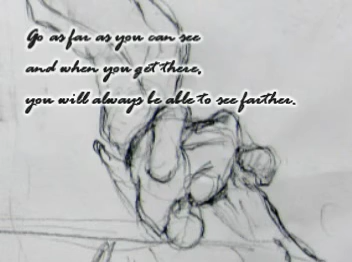 Go as far as you can see
and when you get there,
you will always be able to see farther.